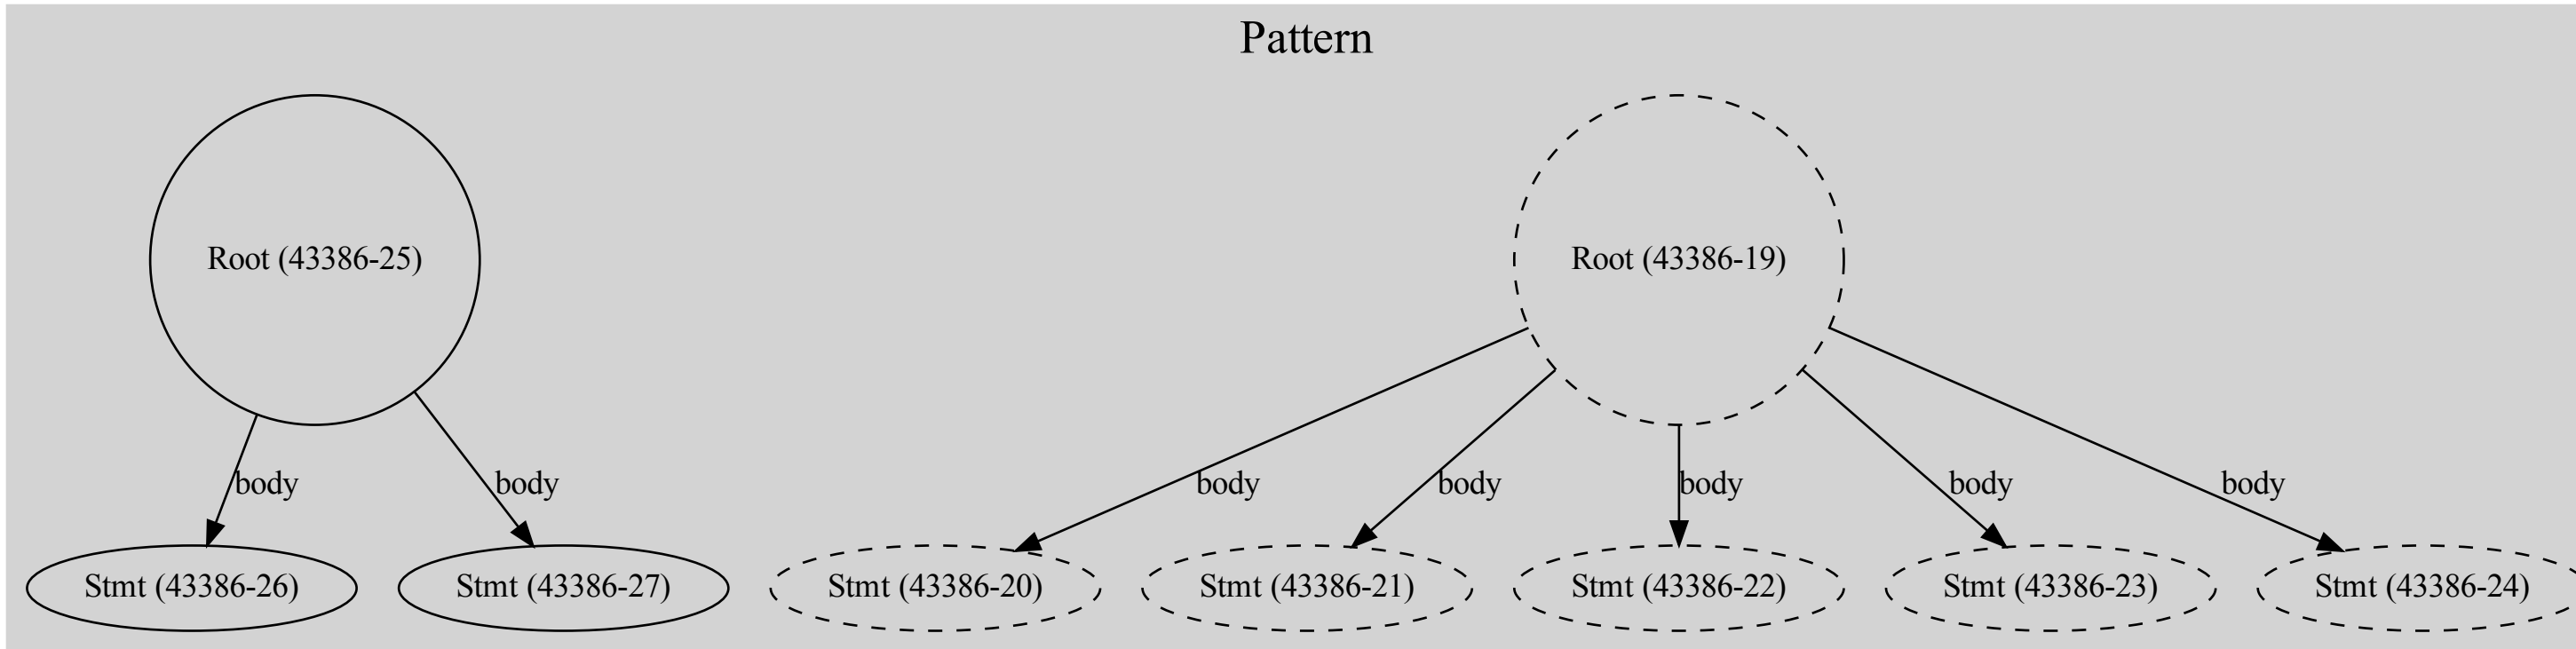 Pattern
Root (43386-25)
Root (43386-19)
body
body
body
body
body
body
body
Stmt (43386-26)
Stmt (43386-27)
Stmt (43386-20)
Stmt (43386-21)
Stmt (43386-22)
Stmt (43386-23)
Stmt (43386-24)